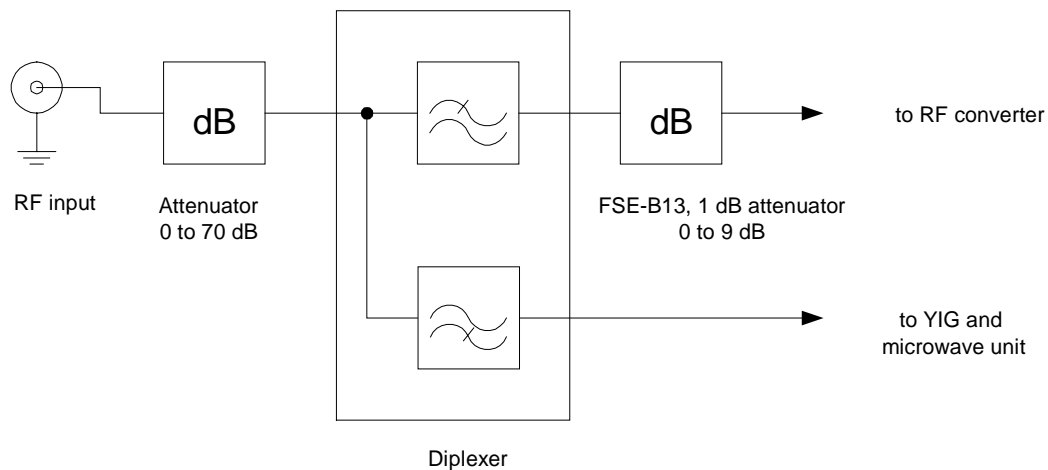 dB
dB
to RF converter
RF input
Attenuator
0 to 70 dB
FSE-B13, 1 dB attenuator
0 to 9 dB
to YIG and
microwave unit
Diplexer